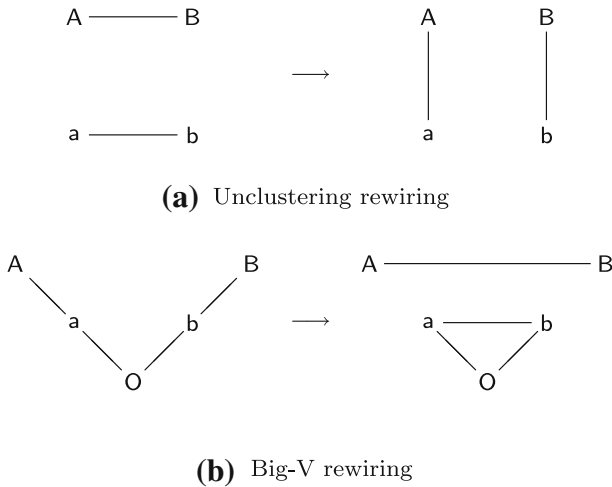 A B A B
a b a b
(a) Unclustering rewiring
A B A B
a b a b
O O
(b) Big-V rewiring